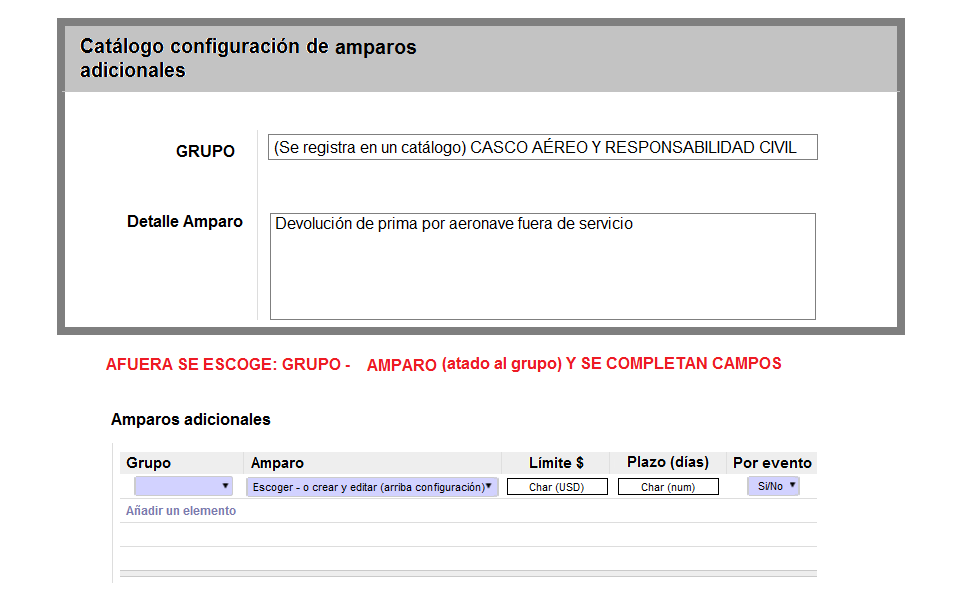 Catálogo configuración de amparos
adicionales
GRUPO
(Se registra en un catálogo) CASCO AÉREO Y RESPONSABILIDAD CIVIL
Detalle Amparo
Devolución de prima por aeronave fuera de servicio
AFUERA SE ESCOGE: GRUPO - AMPARO (atado al grupo) Y SE COMPLETAN CAMPOS
Amparos adicionales
Grupo Amparo Límite $ Plazo (días) Por evento
Escoger - o crear y editar (arriba configuración) Char (USD) Char (num) Si/No
Añadir un elemento